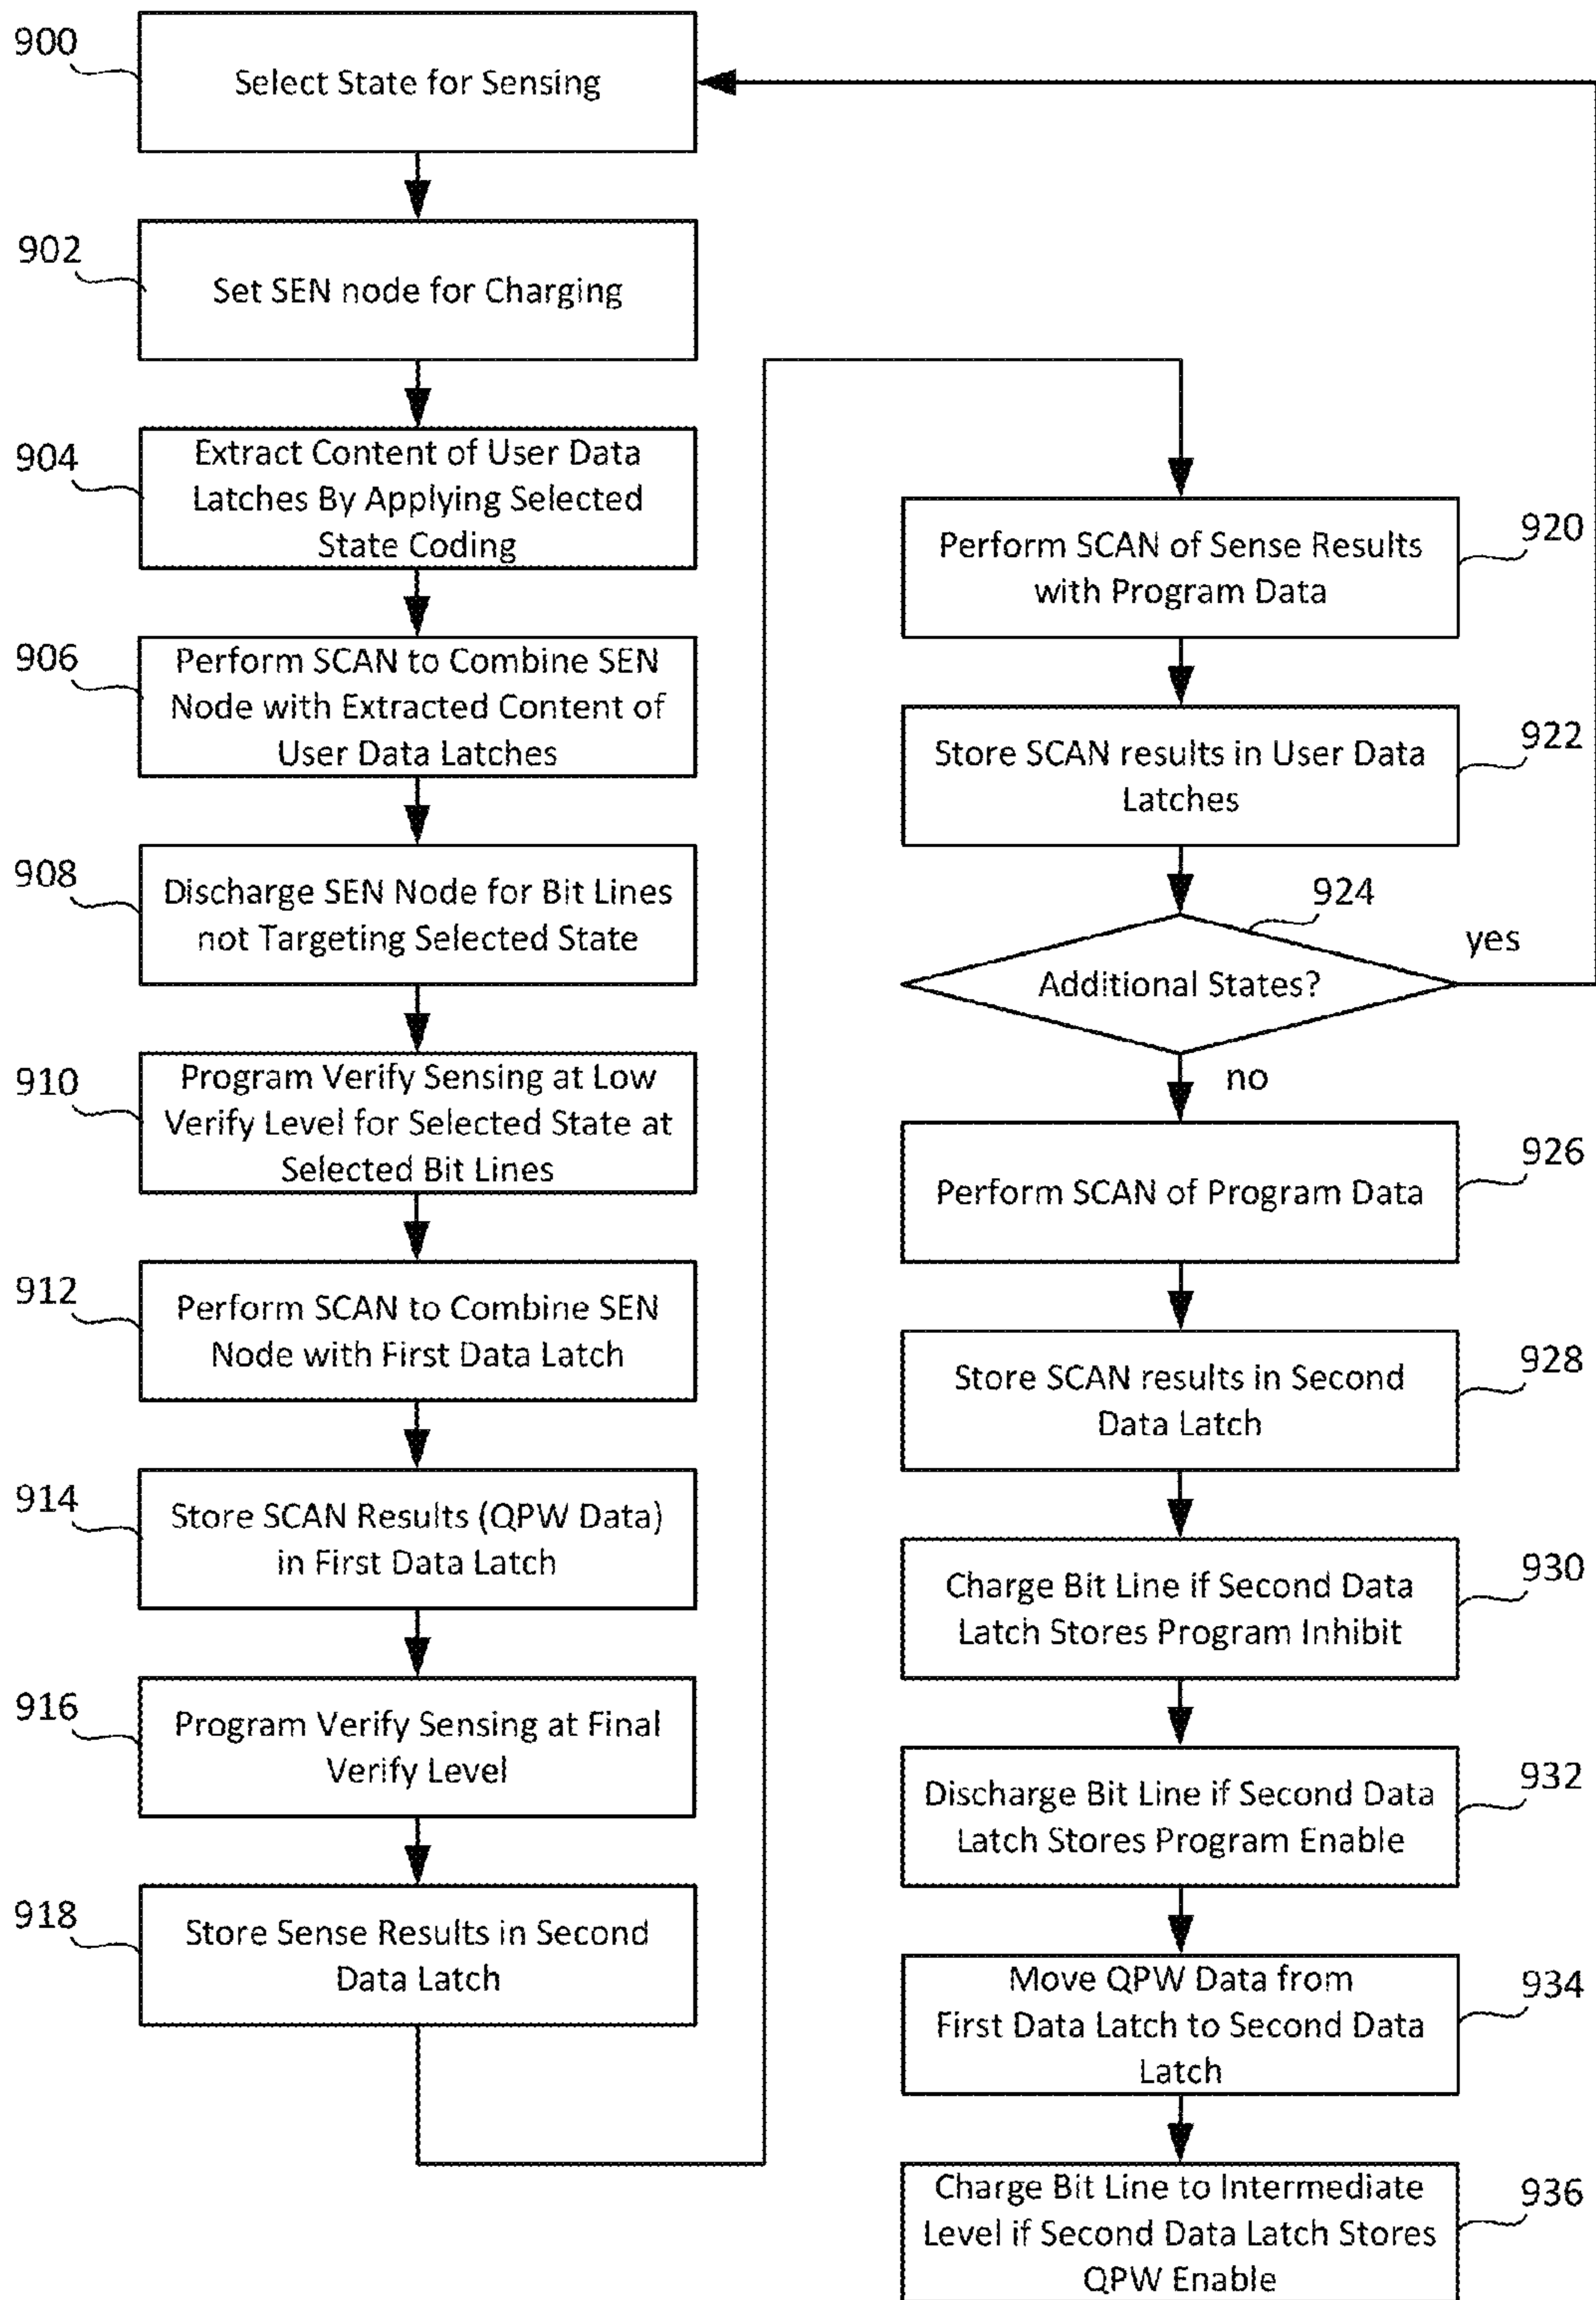 900
Select State for Sensing
902
Set SEN node for Charging
904
Extract Content of User Data
Latches By Applying Selected
State Coding
906
Perform SCAN to Combine SEN
Node with Extracted Content of
User Data Latches
908
Discharge SEN Node for Bit Lines
not Targeting Selected State
910
Program Verify Sensing at Low
Verify Level for Selected State at
Selected Bit Lines
912
Perform SCAN to Combine SEN
Node with First Data Latch
914
Store SCAN Results (QPW Data)
in First Data Latch
916
Program Verify Sensing at Final
Verify Level
918
Store Sense Results in Second
Data Latch
920
Perform SCAN of Sense Results
with Program Data
922
Store SCAN results in User Data
Latches
924
Additional States?
yes
no
926
Perform SCAN of Program Data
928
Store SCAN results in Second
Data Latch
930
Charge Bit Line if Second Data
Latch Stores Program Inhibit
932
Discharge Bit Line if Second Data
Latch Stores Program Enable
934
Move QPW Data from
First Data Latch to Second Data
Latch
936
Charge Bit Line to Intermediate
Level if Second Data Latch Stores
QPW Enable